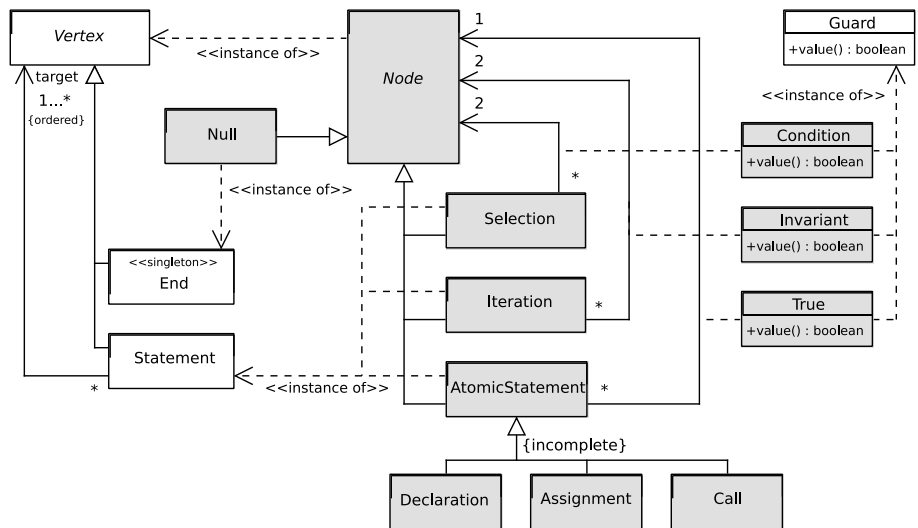 Vertex
Node
Guard
+value() : boolean
<<instance of>>
<<instance of>>
1
2
2
target
1...*
{ordered}
Null
Condition
+value() : boolean
<<instance of>>
*
Selection
Invariant
+value() : boolean
<<singleton>>
End
Iteration
*
True
+value() : boolean
Statement
*
<<instance of>>
AtomicStatement
*
{incomplete}
Declaration
Assignment
Call